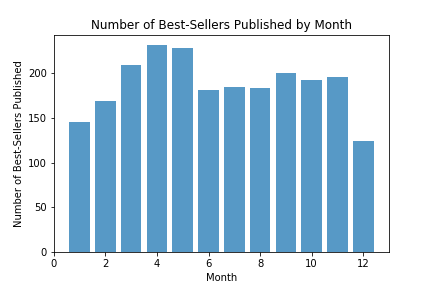 Number of Best-Sellers Published by Month
Number of Best-Sellers Published
200
150
100
50
0
0 2 4 6 8 10 12
Month